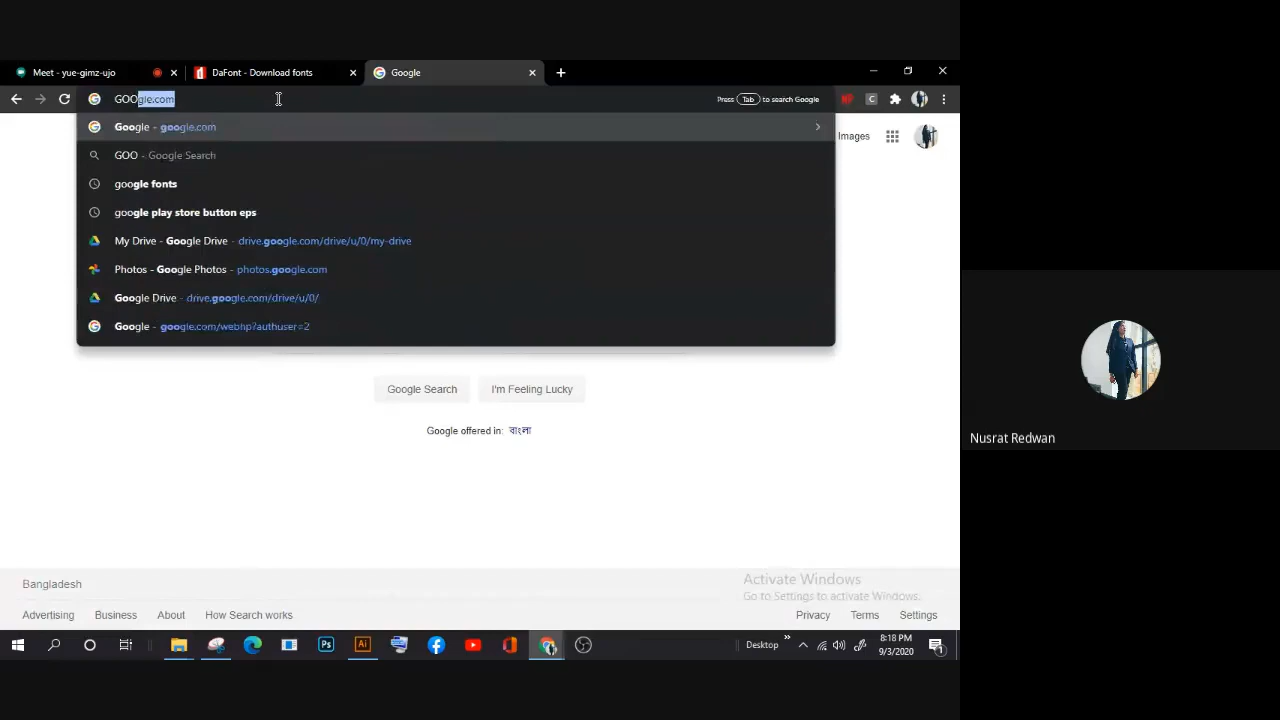 Meet - yue-gimz-ujo
DaFont - Download fonts
Google
GOOgle.com
Press Tab to search Google
Google - google.com
GOO - Google Search
google fonts
google play store button eps
My Drive - Google Drive - drive.google.com/drive/u/0/my-drive
Photos - Google Photos - photos.google.com
Google Drive - drive.google.com/drive/u/0/
Google - google.com/webhp?authuser=2
Images
Google Search
I'm Feeling Lucky
Google offered in: বাংলা
Nusrat Redwan
Bangladesh
Activate Windows
Go to Settings to activate Windows.
Advertising
Business
About
How Search works
Privacy
Terms
Settings
Ps
Ai
Desktop
8:18 PM
9/3/2020